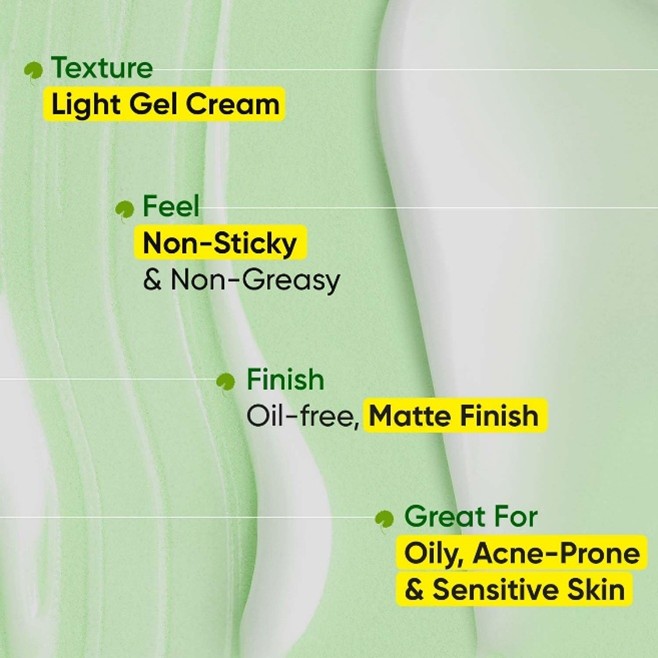 Texture
Light Gel Cream
Feel
Non-Sticky
& Non-Greasy
Finish
Oil-free, Matte Finish
Great For
Oily, Acne-Prone
& Sensitive Skin